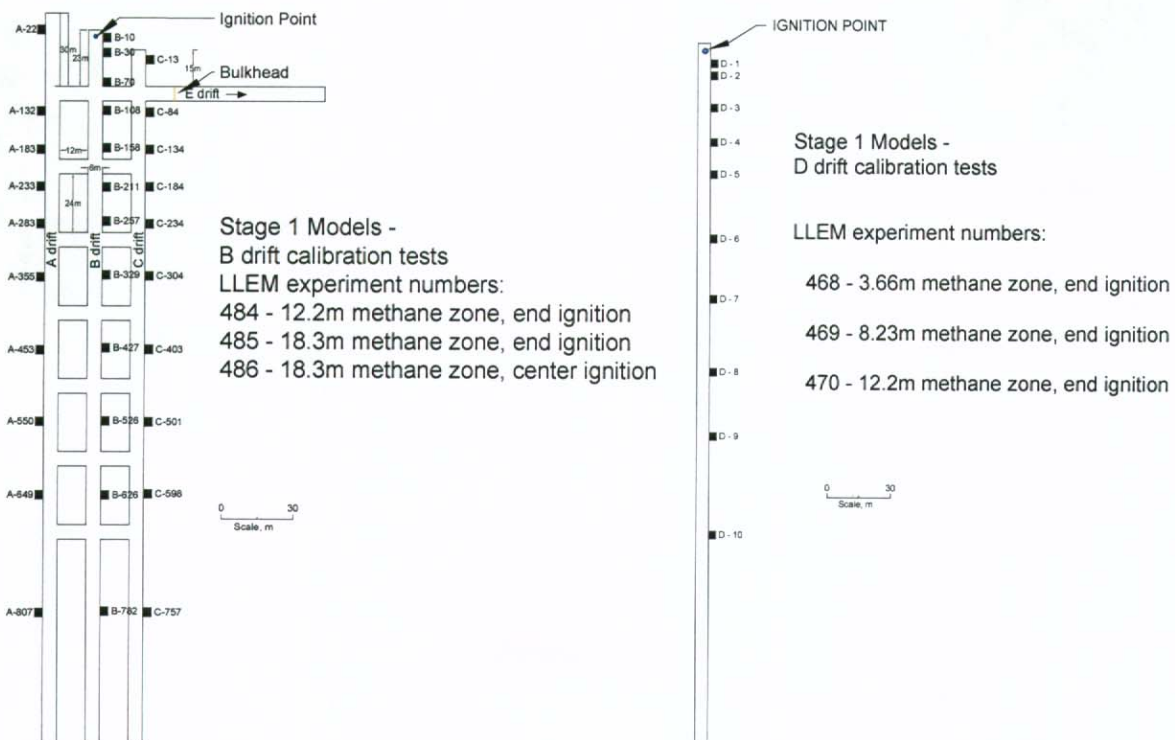 Ignition Point
A-22
B-10
30m
23m
B-30
C-13
15m
B-70
Bulkhead
E drift
A-132
B-108
C-84
A-183
12m
B-158
C-134
6m
A-233
B-211
C-184
24m
A-283
B-257
C-234
A drift
B drift
C drift
A-355
B-329
C-304
A-453
B-427
C-403
A-550
B-526
C-501
A-649
B-626
C-598
A-807
B-782
C-757
Stage 1 Models -
B drift calibration tests
LLEM experiment numbers:
484 - 12.2m methane zone, end ignition
485 - 18.3m methane zone, end ignition
486 - 18.3m methane zone, center ignition
0 30
Scale, m
IGNITION POINT
D - 1
D - 2
D - 3
D - 4
D - 5
D - 6
D - 7
D - 8
D - 9
D - 10
Stage 1 Models -
D drift calibration tests
LLEM experiment numbers:
468 - 3.66m methane zone, end ignition
469 - 8.23m methane zone, end ignition
470 - 12.2m methane zone, end ignition
0 30
Scale, m